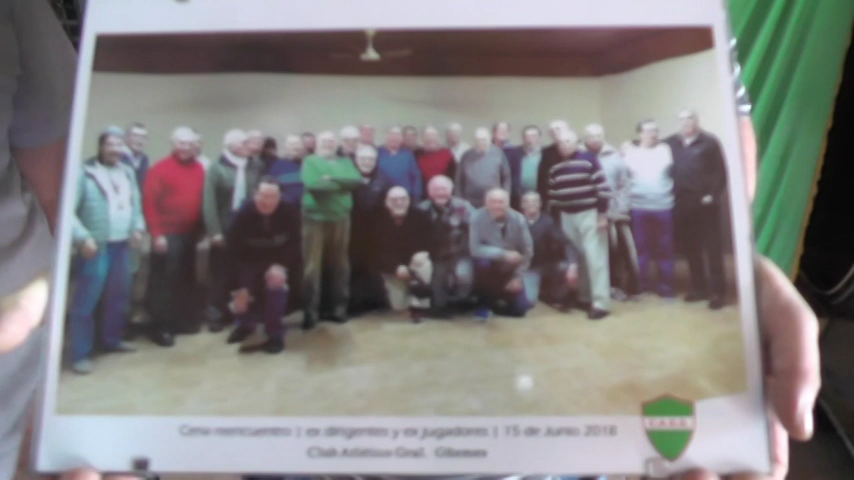 Cena reencuentro | ex dirigentes y ex jugadores | 15 de Junio 2018
Club Atlético Gral. Güemes